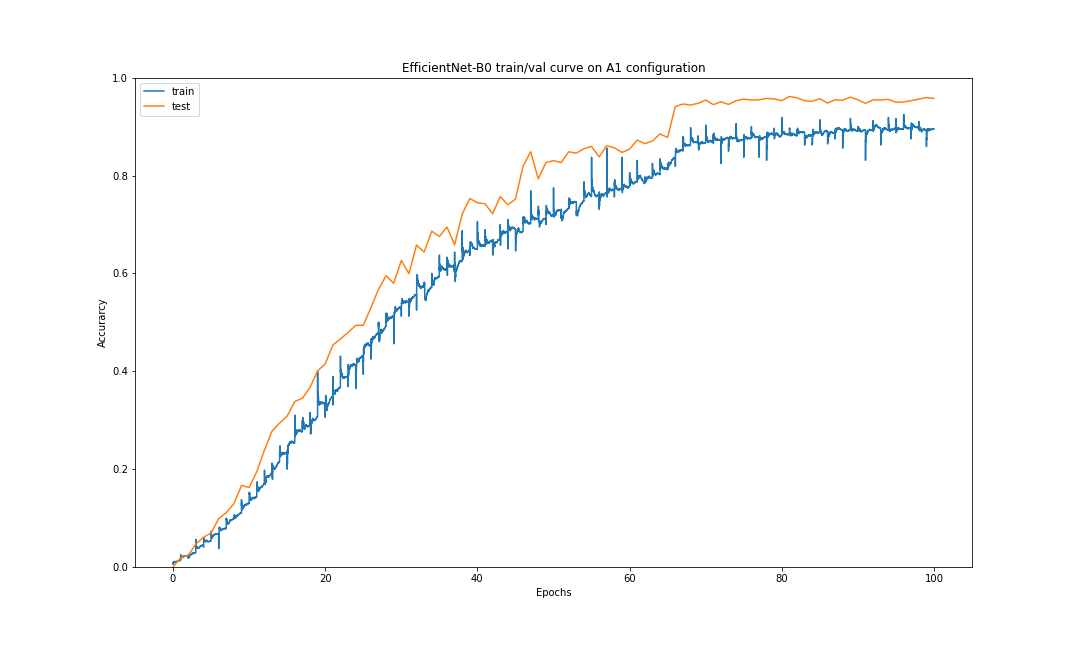 EfficientNet-B0 train/val curve on A1 configuration
train
test
1.0
0.8
0.6
0.4
0.2
0.0
Accurarcy
0 20 40 60 80 100
Epochs